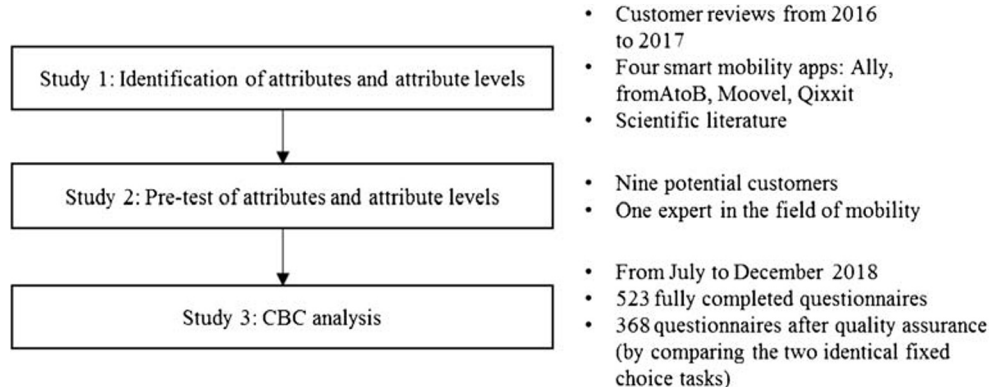 • Customer reviews from 2016
to 2017
Study 1: Identification of attributes and attribute levels
• Four smart mobility apps: Ally,
fromAtoB, Moovel, Qixxit
• Scientific literature
Study 2: Pre-test of attributes and attribute levels
• Nine potential customers
• One expert in the field of mobility
Study 3: CBC analysis
• From July to December 2018
• 523 fully completed questionnaires
• 368 questionnaires after quality assurance
(by comparing the two identical fixed
choice tasks)